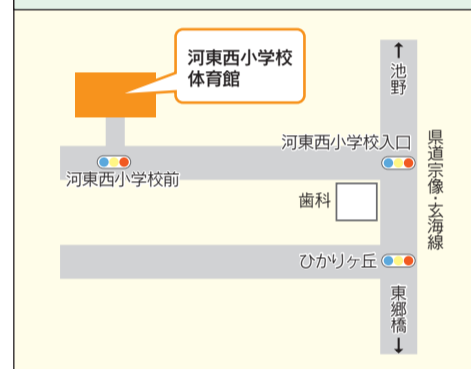 河東西小学校
体育館
↑
池野
河東西小学校入口
河東西小学校前
県道宗像・玄海線
歯科
ひかりヶ丘
東郷橋
↓